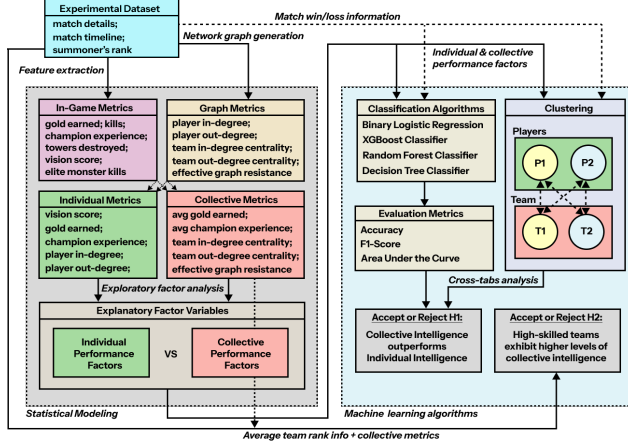 Experimental Dataset
match details;
match timeline;
summoner's rank
Match win/loss information
Network graph generation
Individual & collective
performance factors
Feature extraction
In-Game Metrics
gold earned; kills;
champion experience;
towers destroyed;
vision score;
elite monster kills
Graph Metrics
player in-degree;
player out-degree;
team in-degree centrality;
team out-degree centrality;
effective graph resistance
Classification Algorithms
Binary Logistic Regression
XGBoost Classifier
Random Forest Classifier
Decision Tree Classifier
Clustering
Players
P1
P2
Team
T1
T2
Individual Metrics
vision score;
gold earned;
champion experience;
player in-degree;
player out-degree;
Collective Metrics
avg gold earned;
avg champion experience;
team in-degree centrality;
team out-degree centrality;
effective graph resistance
Evaluation Metrics
Accuracy
F1-Score
Area Under the Curve
Exploratory factor analysis
Cross-tabs analysis
Explanatory Factor Variables
Individual
Performance
Factors
VS
Collective
Performance
Factors
Accept or Reject H1:
Collective Intelligence
outperforms
Individual Intelligence
Accept or Reject H2:
High-skilled teams
exhibit higher levels of
collective intelligence
Statistical Modeling
Machine learning algorithms
Average team rank info + collective metrics